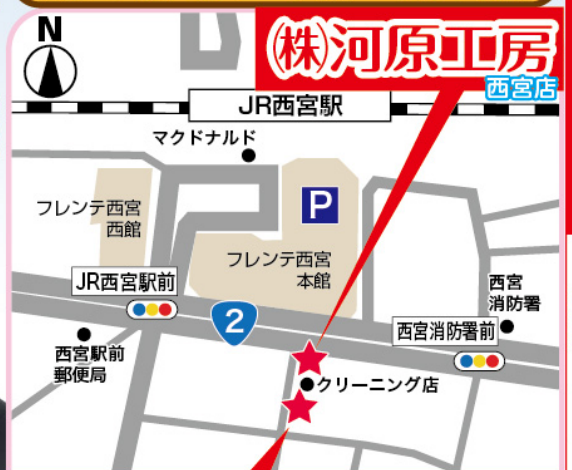 N
㈱河原工房
西宮店
JR西宮駅
マクドナルド
P
フレンテ西宮
西館
フレンテ西宮
本館
JR西宮駅前
2
西宮
消防署
西宮消防署前
西宮駅前
郵便局
クリーニング店